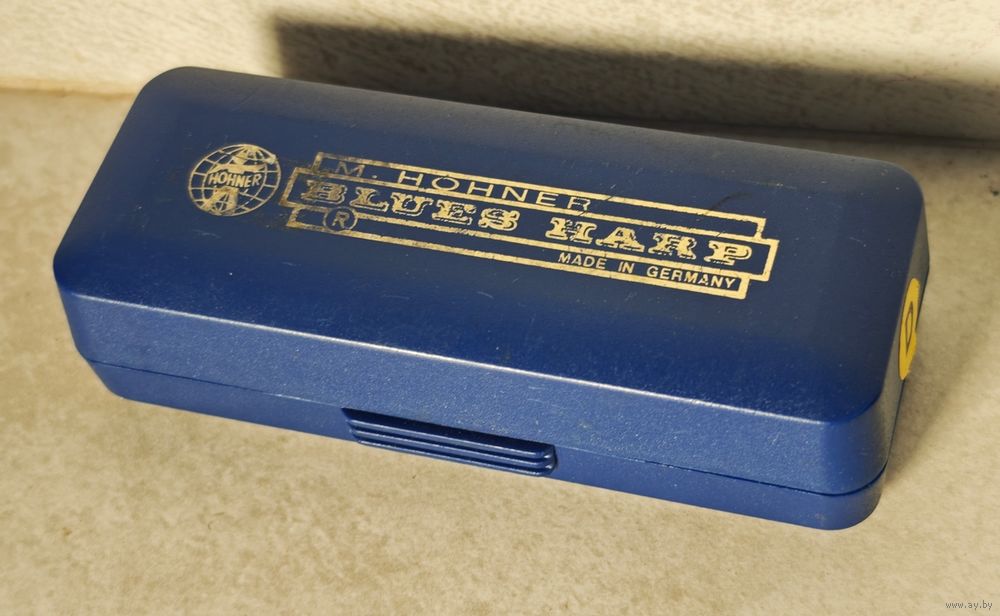 HOHNER
M. HOHNER
BLUES HARP
®
MADE IN GERMANY
D
www.ay.by